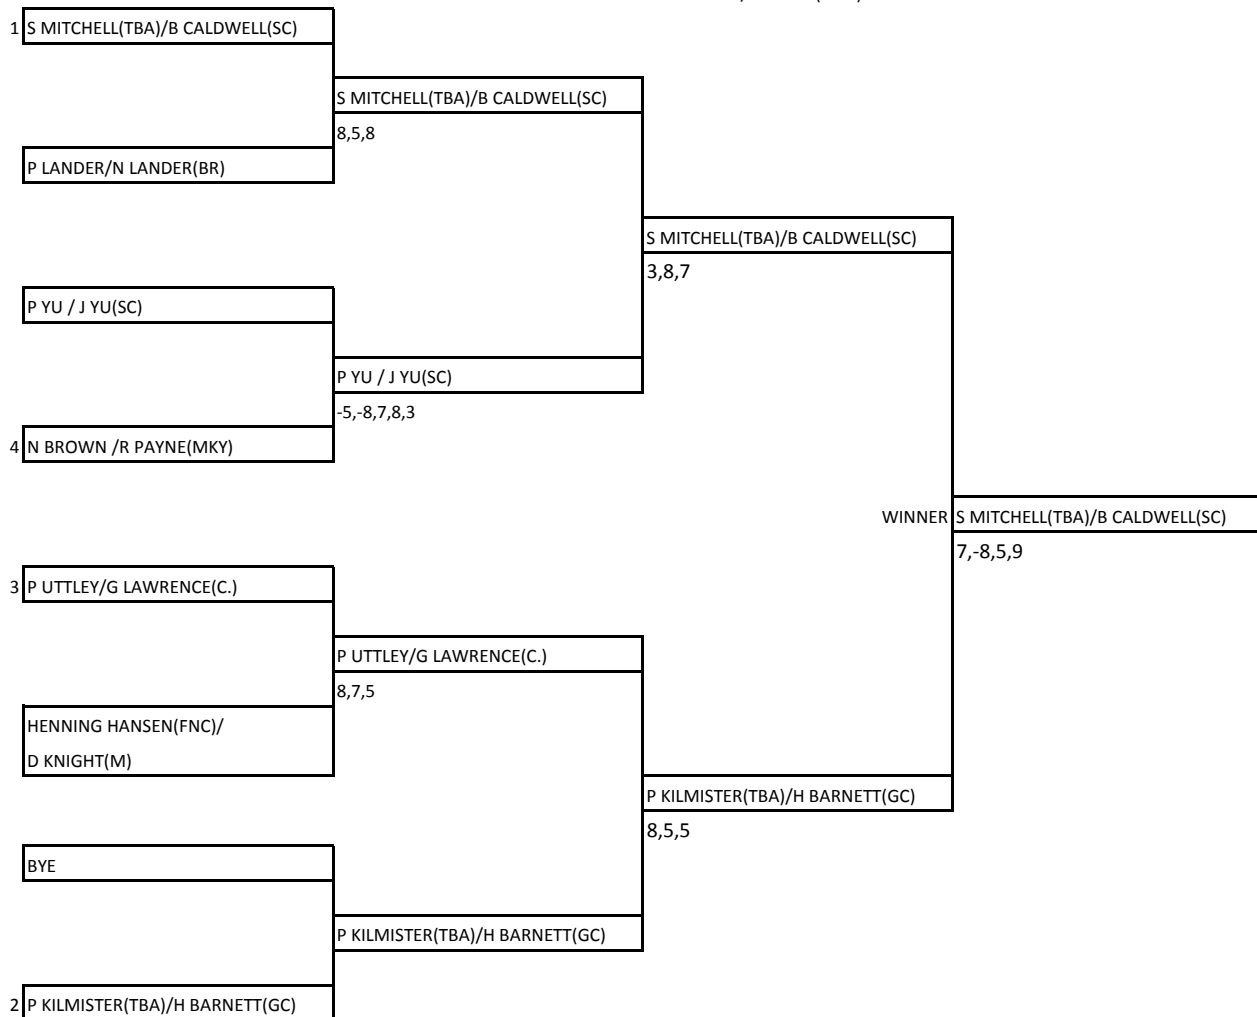 1 S MITCHELL(TBA)/B CALDWELL(SC)
S MITCHELL(TBA)/B CALDWELL(SC)
8,5,8
P LANDER/N LANDER(BR)
S MITCHELL(TBA)/B CALDWELL(SC)
3,8,7
P YU / J YU(SC)
P YU / J YU(SC)
-5,-8,7,8,3
4 N BROWN /R PAYNE(MKY)
WINNER S MITCHELL(TBA)/B CALDWELL(SC)
7,-8,5,9
3 P UTTLEY/G LAWRENCE(C.)
P UTTLEY/G LAWRENCE(C.)
8,7,5
HENNING HANSEN(FNC)/
D KNIGHT(M)
P KILMISTER(TBA)/H BARNETT(GC)
8,5,5
BYE
P KILMISTER(TBA)/H BARNETT(GC)
2 P KILMISTER(TBA)/H BARNETT(GC)